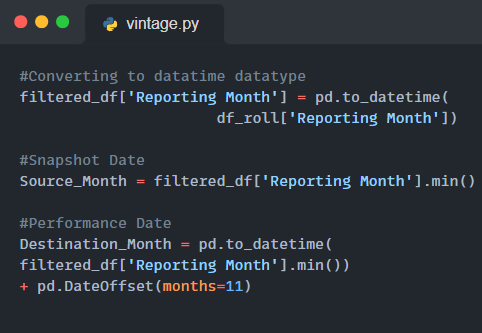 vintage.py
#Converting to datatime datatype
filtered_df['Reporting Month'] = pd.to_datetime(
df_roll['Reporting Month'])
#Snapshot Date
Source_Month = filtered_df['Reporting Month'].min()
#Performance Date
Destination_Month = pd.to_datetime(
filtered_df['Reporting Month'].min())
+ pd.DateOffset(months=11)